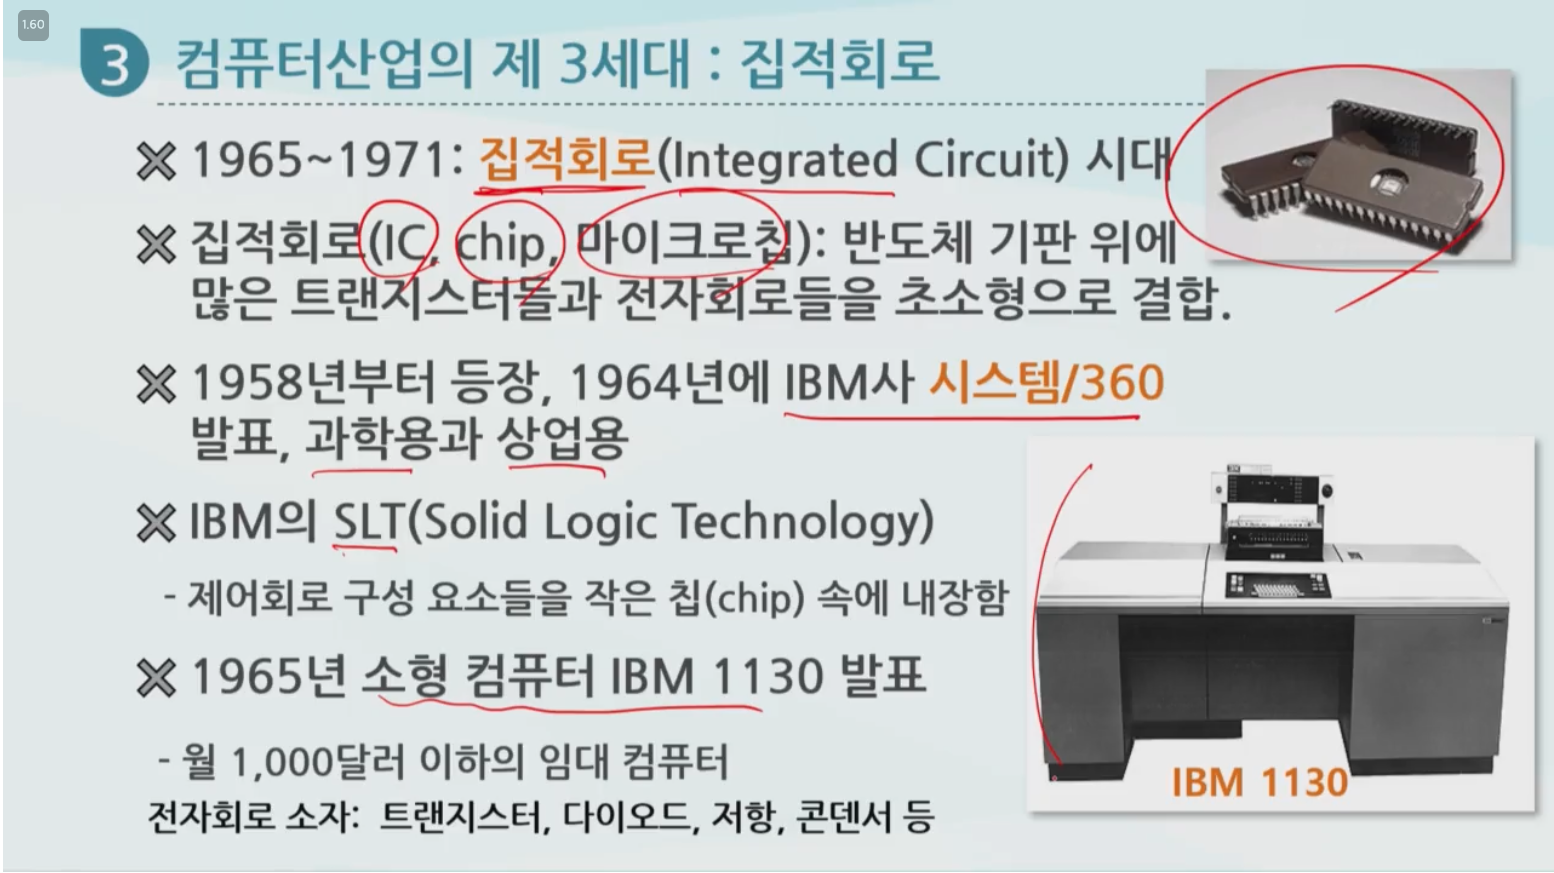 1.60
3 컴퓨터산업의 제 3세대 : 집적회로
1965~1971: 집적회로(Integrated Circuit) 시대
집적회로(IC, chip, 마이크로칩): 반도체 기판 위에
많은 트랜지스터들과 전자회로들을 초소형으로 결합.
1958년부터 등장, 1964년에 IBM사 시스템/360
발표, 과학용과 상업용
IBM의 SLT(Solid Logic Technology)
- 제어회로 구성 요소들을 작은 칩(chip) 속에 내장함
1965년 소형 컴퓨터 IBM 1130 발표
- 월 1,000달러 이하의 임대 컴퓨터
전자회로 소자: 트랜지스터, 다이오드, 저항, 콘덴서 등
IBM 1130